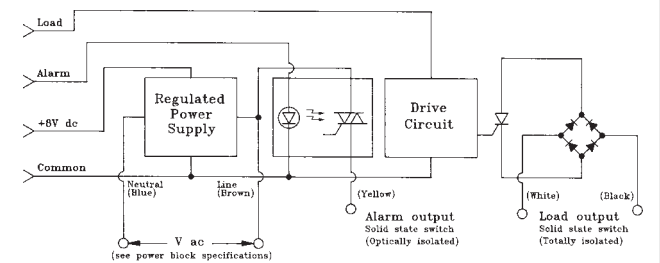 Load
Alarm
+8V dc
Common
Regulated
Power
Supply
Drive
Circuit
Neutral
(Blue)
Line
(Brown)
(Yellow)
(White)
(Black)
Alarm output
Solid state switch
(Optically isolated)
Load output
Solid state switch
(Totally isolated)
V ac
(see power block specifications)